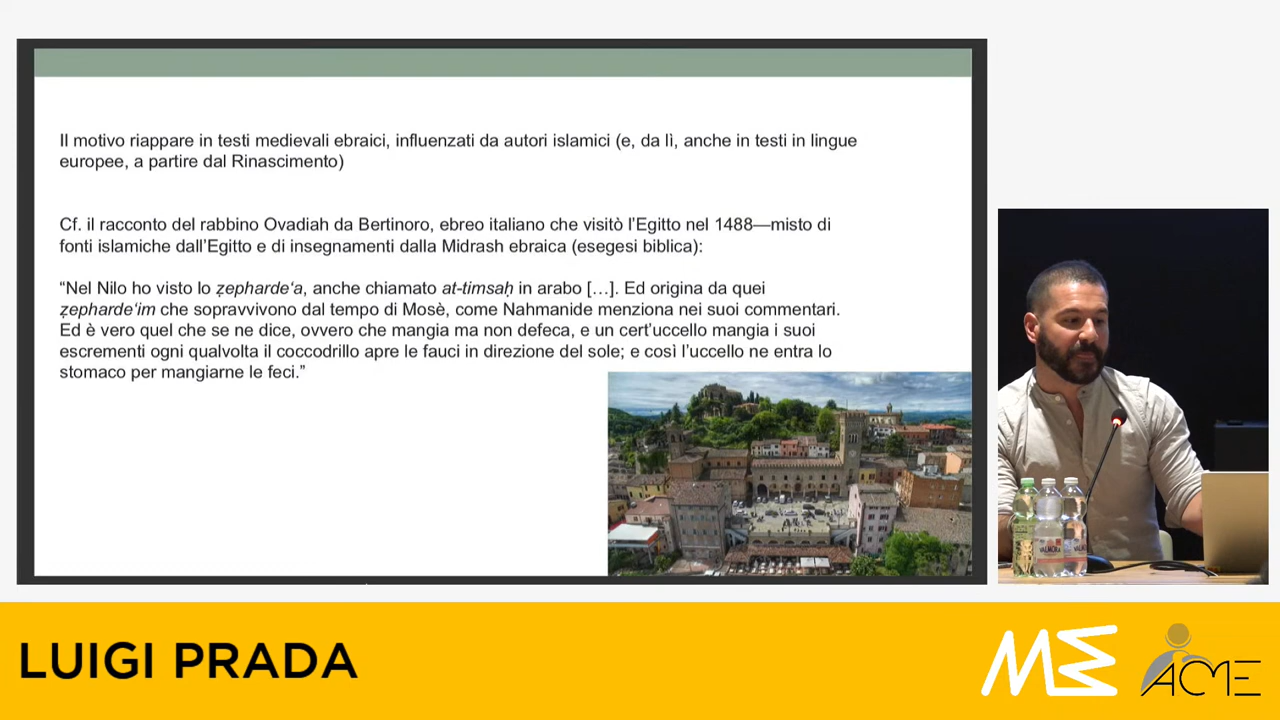 Il motivo riappare in testi medievali ebraici, influenzati da autori islamici (e, da lì, anche in testi in lingue
europee, a partire dal Rinascimento)
Cf. il racconto del rabbino Ovadiah da Bertinoro, ebreo italiano che visitò l'Egitto nel 1488—misto di
fonti islamiche dall'Egitto e di insegnamenti dalla Midrash ebraica (esegesi biblica):
“Nel Nilo ho visto lo ẓepharde‘a, anche chiamato at-timsaḥ in arabo […]. Ed origina da quei
ẓepharde‘im che sopravvivono dal tempo di Mosè, come Nahmanide menziona nei suoi commentari.
Ed è vero quel che se ne dice, ovvero che mangia ma non defeca, e un cert'uccello mangia i suoi
escrementi ogni qualvolta il coccodrillo apre le fauci in direzione del sole; e così l'uccello ne entra lo
stomaco per mangiarne le feci.”
VALMORA
LUIGI PRADA
ME
ACME